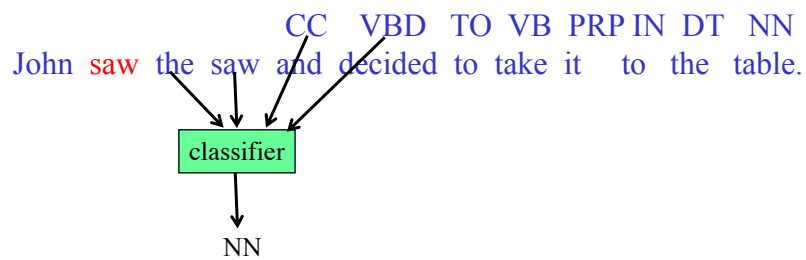 CC VBD TO VB PRP IN DT NN
John saw the saw and decided to take it to the table.
classifier
NN